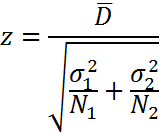 z = D̅ / √(σ₁²/N₁ + σ₂²/N₂)